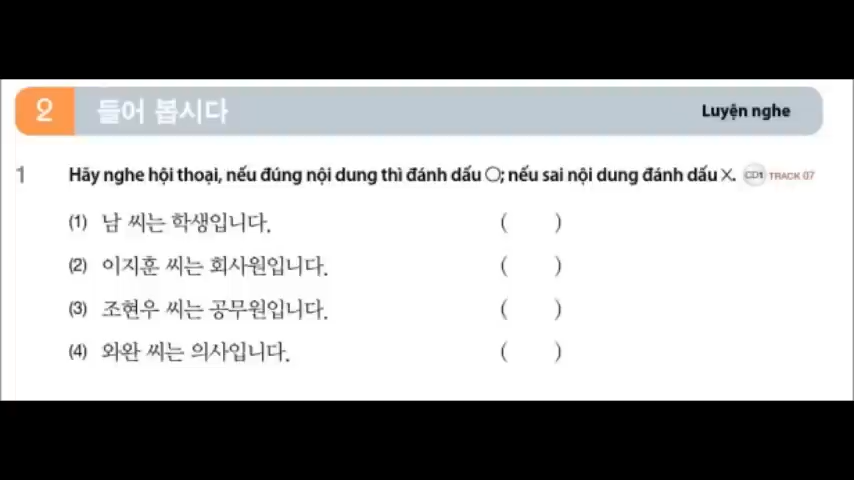 2 들어 봅시다 Luyện nghe
1 Hãy nghe hội thoại, nếu đúng nội dung thì đánh dấu ○; nếu sai nội dung đánh dấu ✕. CD1 TRACK 07
(1) 남 씨는 학생입니다. ( )
(2) 이지훈 씨는 회사원입니다. ( )
(3) 조현우 씨는 공무원입니다. ( )
(4) 화완 씨는 의사입니다. ( )